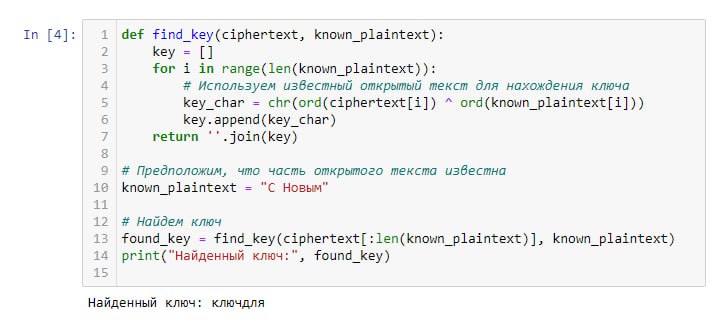 In [4]:
1 def find_key(ciphertext, known_plaintext):
2     key = []
3     for i in range(len(known_plaintext)):
4         # Используем известный открытый текст для нахождения ключа
5         key_char = chr(ord(ciphertext[i]) ^ ord(known_plaintext[i]))
6         key.append(key_char)
7     return ''.join(key)
8
9 # Предположим, что часть открытого текста известна
10 known_plaintext = "С Новым"
11
12 # Найдем ключ
13 found_key = find_key(ciphertext[:len(known_plaintext)], known_plaintext)
14 print("Найденный ключ:", found_key)
15
Найденный ключ: ключдля